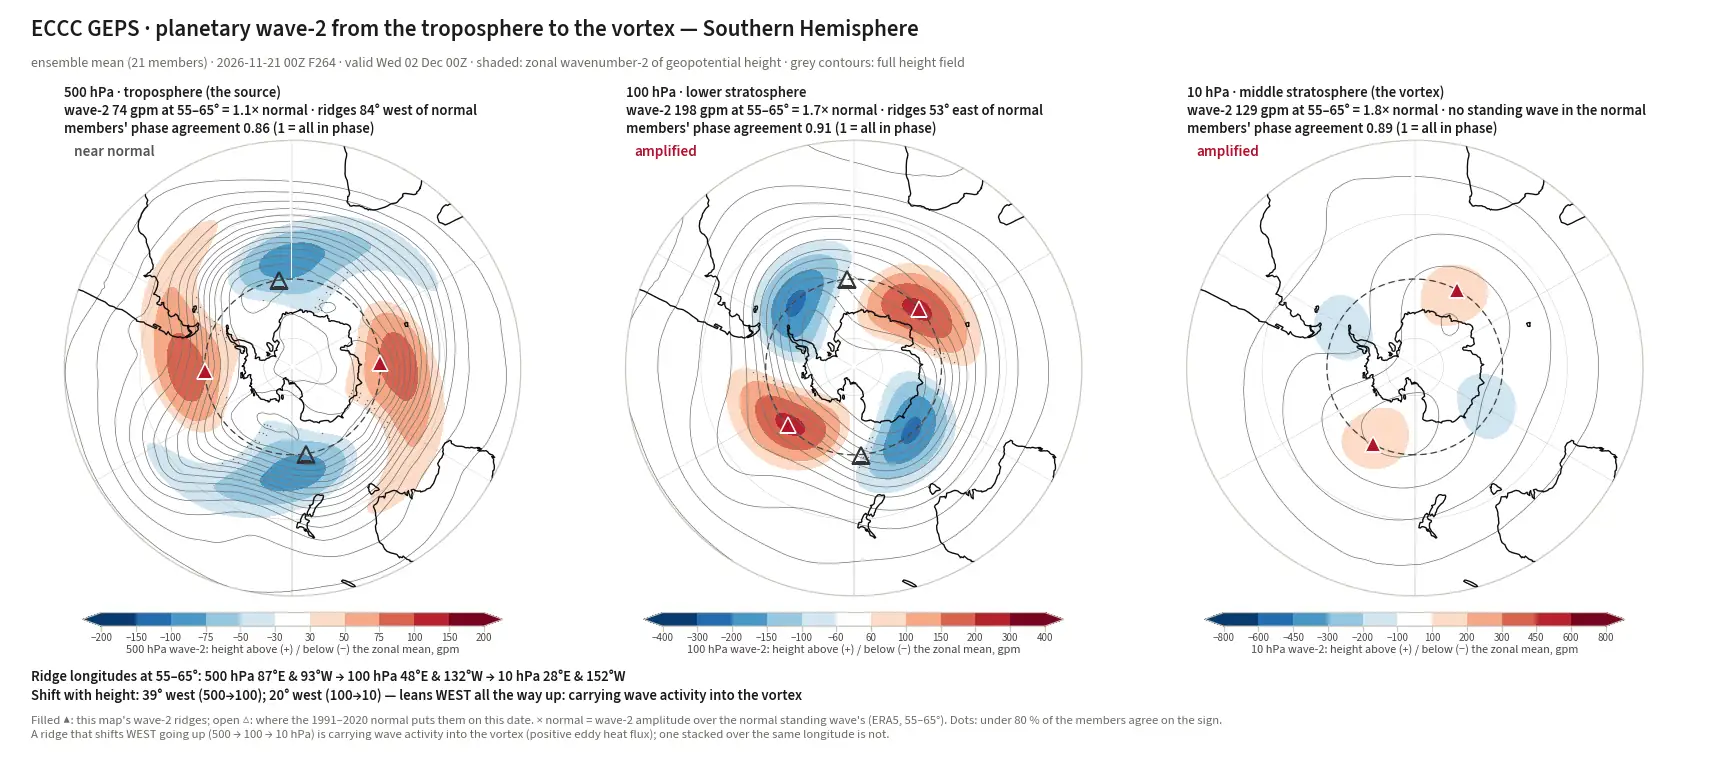 ECCC GEPS · planetary wave-2 from the troposphere to the vortex — Southern Hemisphere
ensemble mean (21 members) · 2026-11-21 00Z F264 · valid Wed 02 Dec 00Z · shaded: zonal wavenumber-2 of geopotential height · grey contours: full height field
500 hPa · troposphere (the source)
wave-2 74 gpm at 55–65° = 1.1× normal · ridges 84° west of normal
members' phase agreement 0.86 (1 = all in phase)
near normal
100 hPa · lower stratosphere
wave-2 198 gpm at 55–65° = 1.7× normal · ridges 53° east of normal
members' phase agreement 0.91 (1 = all in phase)
amplified
10 hPa · middle stratosphere (the vortex)
wave-2 129 gpm at 55–65° = 1.8× normal · no standing wave in the normal
members' phase agreement 0.89 (1 = all in phase)
amplified
−200 −150 −100 −75 −50 −30 30 50 75 100 150 200
500 hPa wave-2: height above (+) / below (−) the zonal mean, gpm
−400 −300 −200 −150 −100 −60 60 100 150 200 300 400
100 hPa wave-2: height above (+) / below (−) the zonal mean, gpm
−800 −600 −450 −300 −200 −100 100 200 300 450 600 800
10 hPa wave-2: height above (+) / below (−) the zonal mean, gpm
Ridge longitudes at 55–65°: 500 hPa 87°E & 93°W → 100 hPa 48°E & 132°W → 10 hPa 28°E & 152°W
Shift with height: 39° west (500→100); 20° west (100→10) — leans WEST all the way up: carrying wave activity into the vortex
Filled ▲: this map's wave-2 ridges; open △: where the 1991–2020 normal puts them on this date. × normal = wave-2 amplitude over the normal standing wave's (ERA5, 55–65°). Dots: under 80 % of the members agree on the sign.
A ridge that shifts WEST going up (500 → 100 → 10 hPa) is carrying wave activity into the vortex (positive eddy heat flux); one stacked over the same longitude is not.